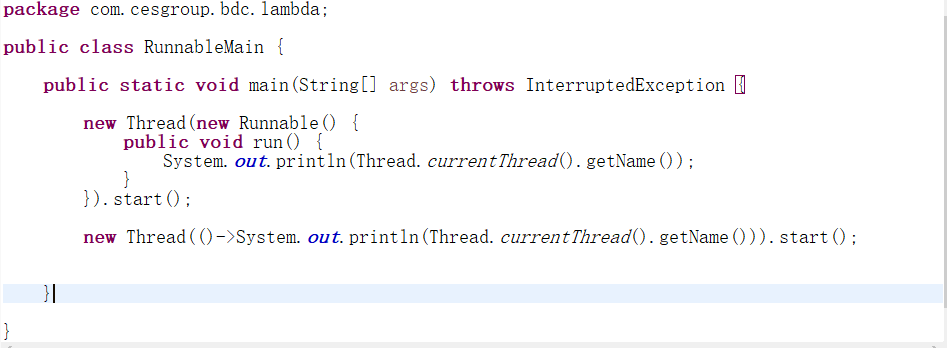 package com.cesgroup.bdc.lambda;
public class RunnableMain {
public static void main(String[] args) throws InterruptedException {
new Thread(new Runnable() {
public void run() {
System.out.println(Thread.currentThread().getName());
}
}).start();
new Thread(()->System.out.println(Thread.currentThread().getName())).start();
}
}